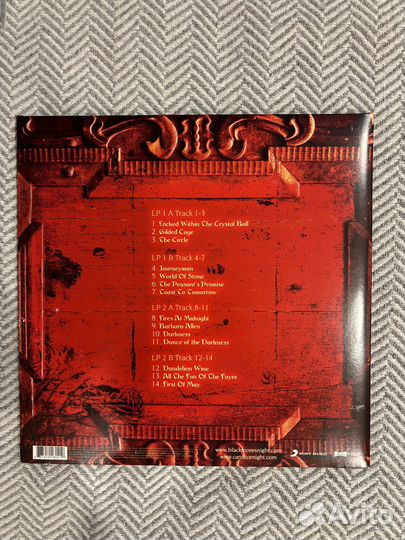 LP 1 A Track 1-3
1. Locked Within The Crystal Ball
2. Gilded Cage
3. The Circle
LP 1 B Track 4-7
4. Journeyman
5. World Of Stone
6. The Peasant's Promise
7. Toast To Tomorrow
LP 2 A Track 8-11
8. Fires At Midnight
9. Barbara Allen
10. Darkness
11. Dance of the Darkness
LP 2 B Track 12-14
12. Dandelion Wine
13. All The Fun Of The Fayre
14. First Of May
www.blackmoresnight.com
www.candicenight.com
SONY MUSIC
Avito